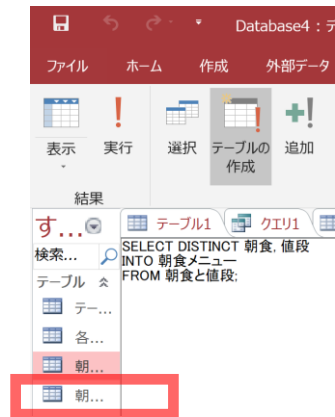 Database4 : テ
ファイル ホーム 作成 外部データ
表示 実行 選択 テーブルの作成 追加
結果
す... テーブル1 クエリ1
検索...
SELECT DISTINCT 朝食, 値段
INTO 朝食メニュー
FROM 朝食と値段;
テーブル
テー...
各...
朝...
朝...